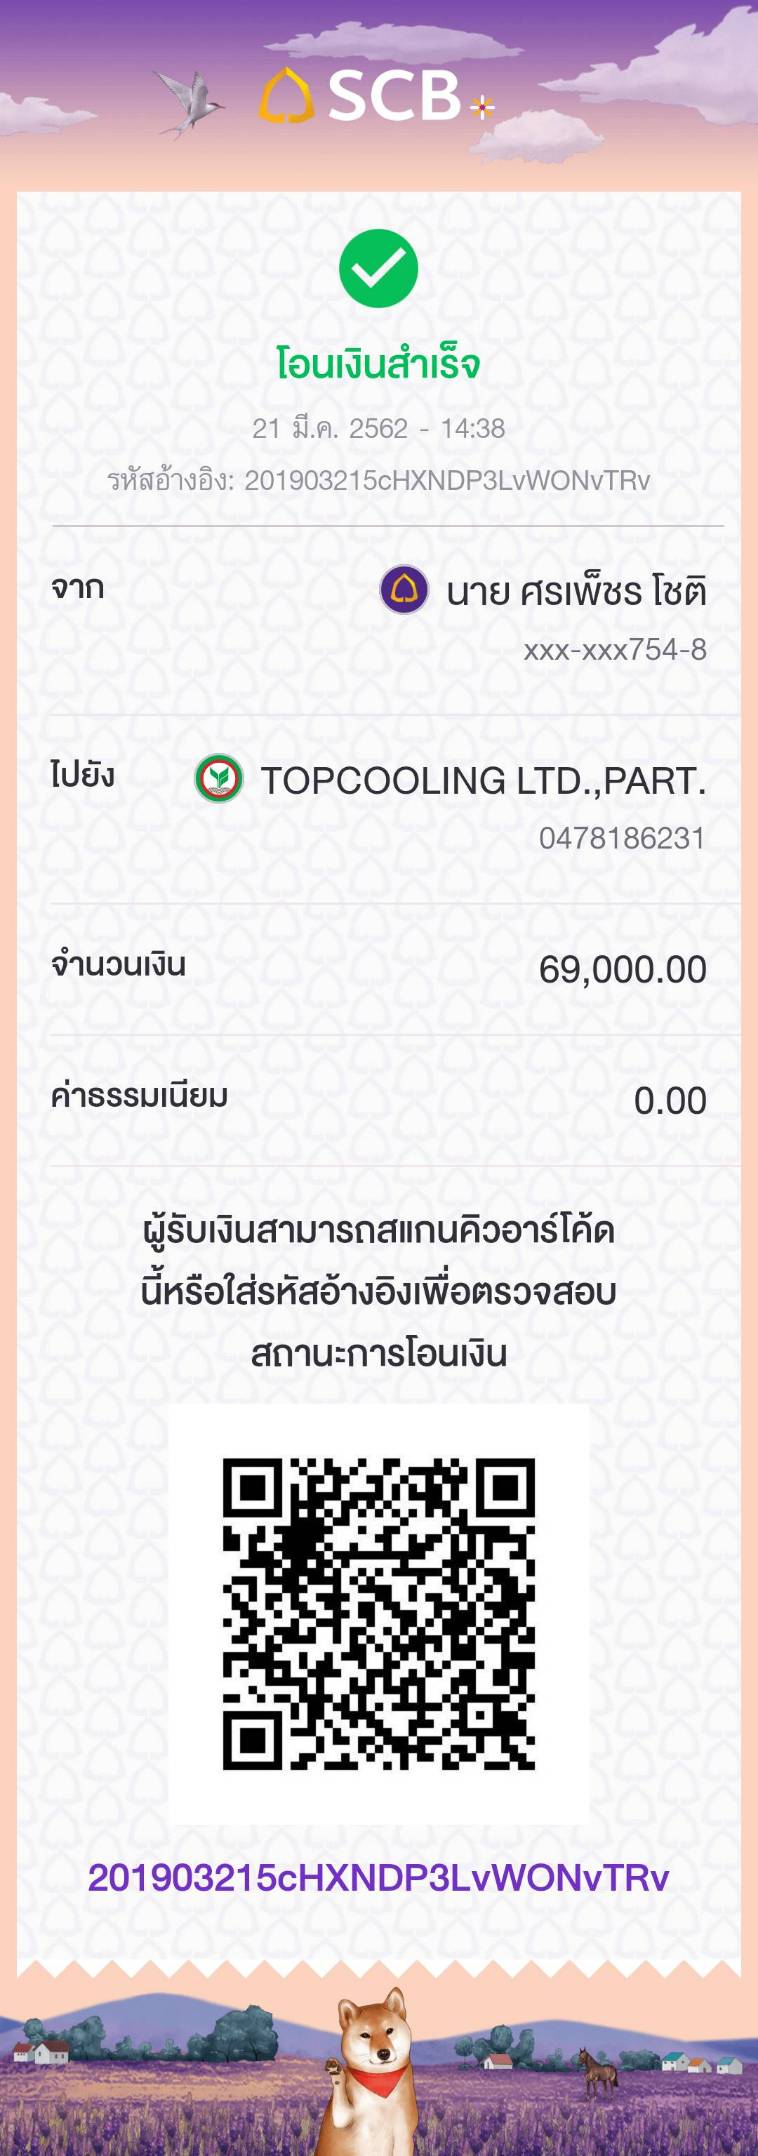 SCB
โอนเงินสำเร็จ
21 มี.ค. 2562 - 14:38
รหัสอ้างอิง: 201903215cHXNDP3LvWONvTRv
จาก
นาย ศรเพ็ชร โชติ
xxx-xxx754-8
ไปยัง
TOPCOOLING LTD.,PART.
0478186231
จำนวนเงิน
69,000.00
ค่าธรรมเนียม
0.00
ผู้รับเงินสามารถสแกนคิวอาร์โค้ด
นี้หรือใส่รหัสอ้างอิงเพื่อตรวจสอบ
สถานะการโอนเงิน
201903215cHXNDP3LvWONvTRv